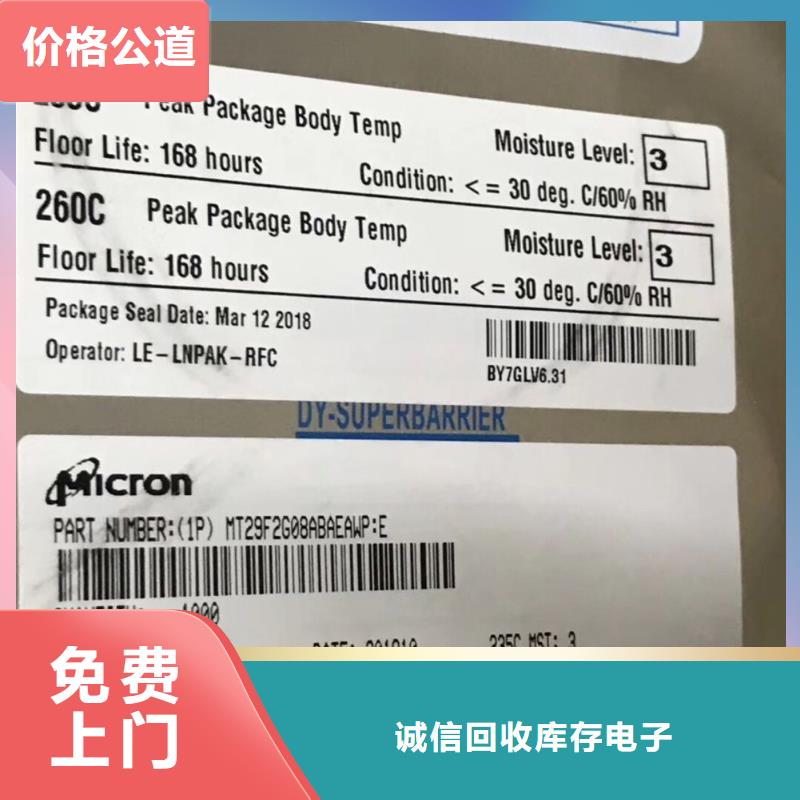 价格公道
Peak Package Body Temp
Moisture Level: 3
Floor Life: 168 hours
Condition: <= 30 deg. C/60% RH
260C Peak Package Body Temp
Moisture Level: 3
Floor Life: 168 hours
Condition: <= 30 deg. C/60% RH
Package Seal Date: Mar 12 2018
Operator: LE-LNPAK-RFC
BY7GLV6.31
DY-SUPERBARRIER
Micron
PART NUMBER:(1P) MT29F2G08ABAEAWP:E
235C MST: 3
免费
上门
诚信回收库存电子